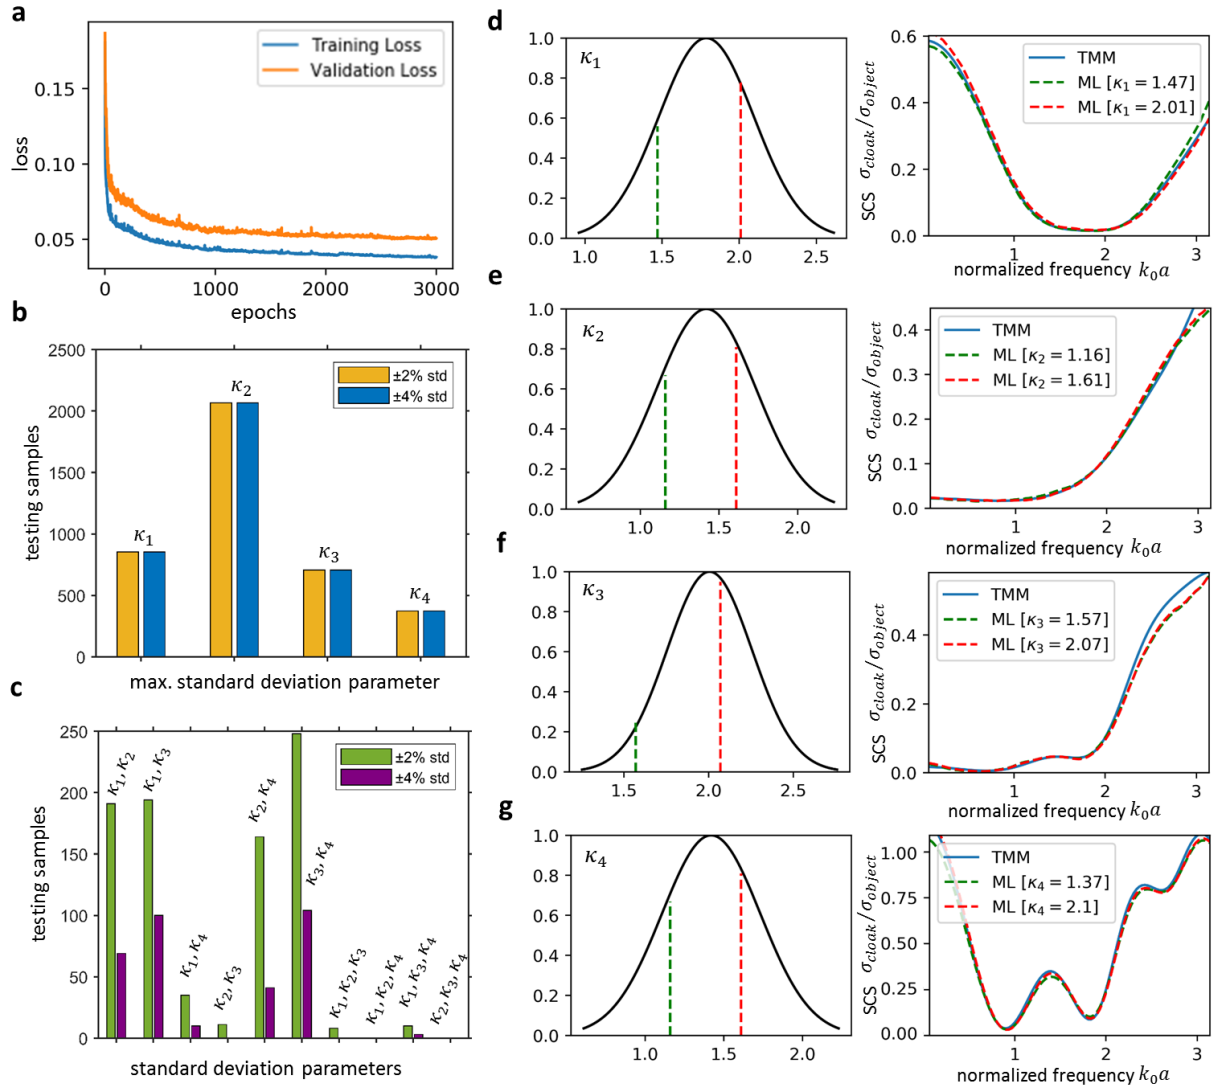 a
Training Loss
Validation Loss
0.15
0.10
0.05
loss
0
1000
2000
3000
epochs
b
2500
2000
1500
1000
500
0
testing samples
±2% std
±4% std
κ1
κ2
κ3
κ4
max. standard deviation parameter
c
250
200
150
100
50
0
testing samples
±2% std
±4% std
κ1, κ2
κ1, κ3
κ1, κ4
κ2, κ3
κ2, κ4
κ3, κ4
κ1, κ2, κ3
κ1, κ2, κ4
κ1, κ3, κ4
κ2, κ3, κ4
standard deviation parameters
d
κ1
1.0
0.8
0.6
0.4
0.2
0.0
1.0 1.5 2.0 2.5
SCS σcloak/σobject
0.6
0.4
0.2
0.0
TMM
ML [κ1 = 1.47]
ML [κ1 = 2.01]
1 2 3
normalized frequency k0a
e
κ2
1.0
0.8
0.6
0.4
0.2
0.0
1.0 1.5 2.0
SCS σcloak/σobject
0.4
0.3
0.2
0.1
0.0
TMM
ML [κ2 = 1.16]
ML [κ2 = 1.61]
1 2 3
normalized frequency k0a
f
κ3
1.0
0.8
0.6
0.4
0.2
0.0
1.5 2.0 2.5
SCS σcloak/σobject
0.4
0.2
0.0
TMM
ML [κ3 = 1.57]
ML [κ3 = 2.07]
1 2 3
normalized frequency k0a
g
κ4
1.0
0.8
0.6
0.4
0.2
0.0
1.0 1.5 2.0
SCS σcloak/σobject
1.00
0.75
0.50
0.25
0.00
TMM
ML [κ4 = 1.37]
ML [κ4 = 2.1]
1 2 3
normalized frequency k0a